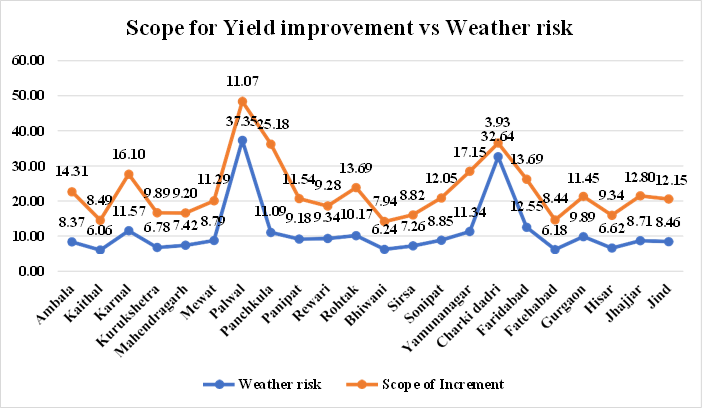 Scope for Yield improvement vs Weather risk
60.00
50.00
40.00
30.00
20.00
10.00
0.00
14.31
8.49
16.10
9.89
9.20
11.29
11.07
25.18
11.54
9.28
13.69
7.94
8.82
12.05
17.15
3.93
13.69
8.44
11.45
9.34
12.80
12.15
8.37
6.06
11.57
6.78
7.42
8.79
37.35
11.09
9.18
9.34
10.17
6.24
7.26
8.85
11.34
32.64
12.55
6.18
9.89
6.62
8.71
8.46
Ambala
Kaithal
Karnal
Kurukshetra
Mahendragarh
Mewat
Palwal
Panchkula
Panipat
Rewari
Rohtak
Bhiwani
Sirsa
Sonipat
Yamunanagar
Charki dadri
Faridabad
Fatehabad
Gurgaon
Hisar
Jhajjar
Jind
Weather risk
Scope of Increment